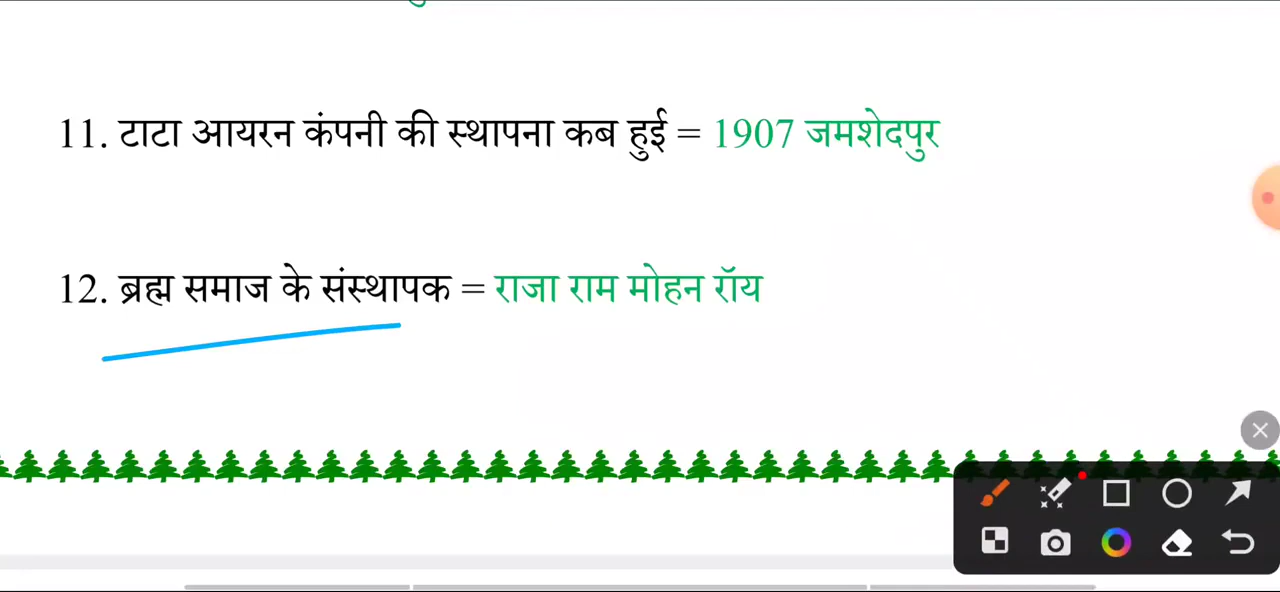 11. टाटा आयरन कंपनी की स्थापना कब हुई = 1907 जमशेदपुर
12. ब्रह्म समाज के संस्थापक = राजा राम मोहन रॉय